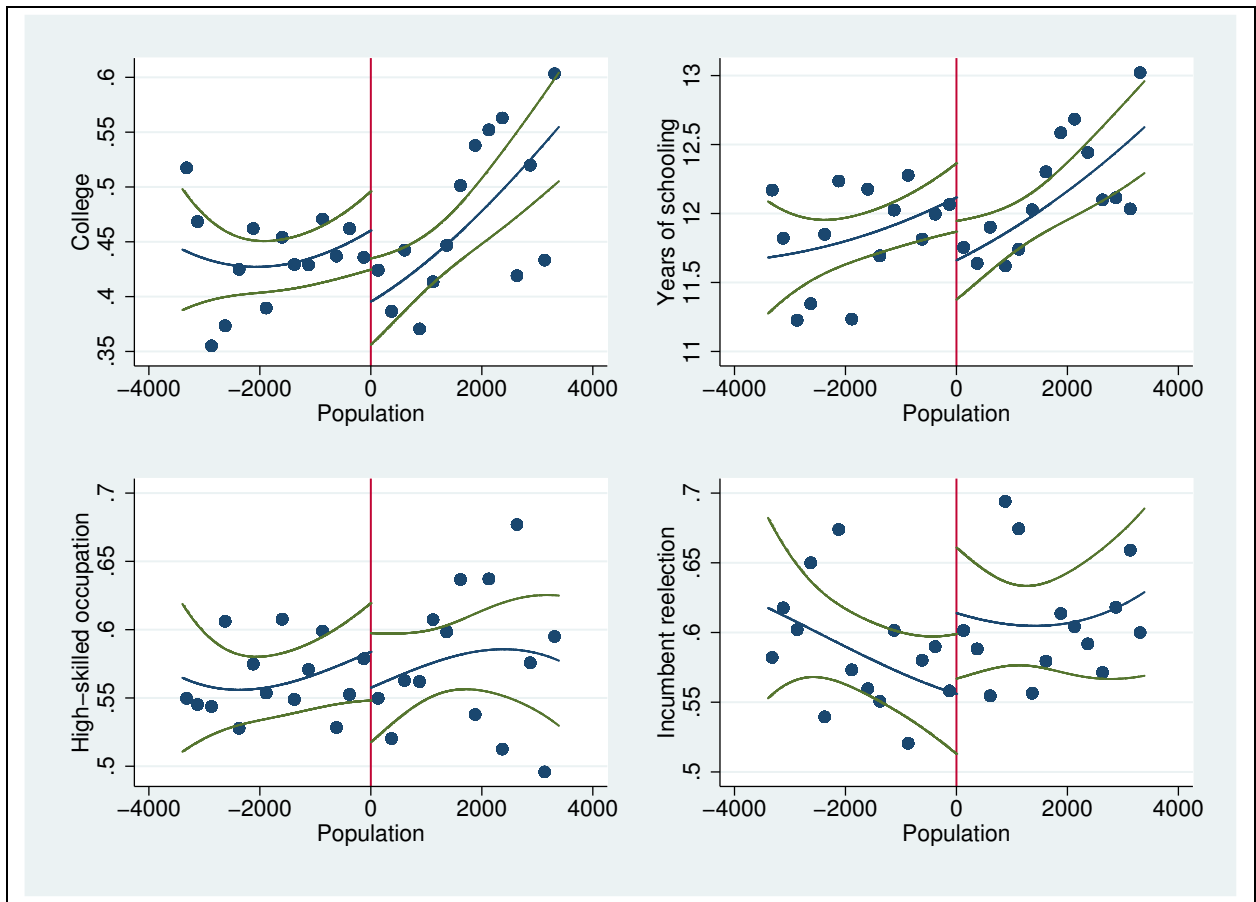 College
.35 .4 .45 .5 .55 .6
−4000 −2000 0 2000 4000
Population
Years of schooling
11 11.5 12 12.5 13
−4000 −2000 0 2000 4000
Population
High−skilled occupation
.5 .55 .6 .65 .7
−4000 −2000 0 2000 4000
Population
Incumbent reelection
.5 .55 .6 .65 .7
−4000 −2000 0 2000 4000
Population